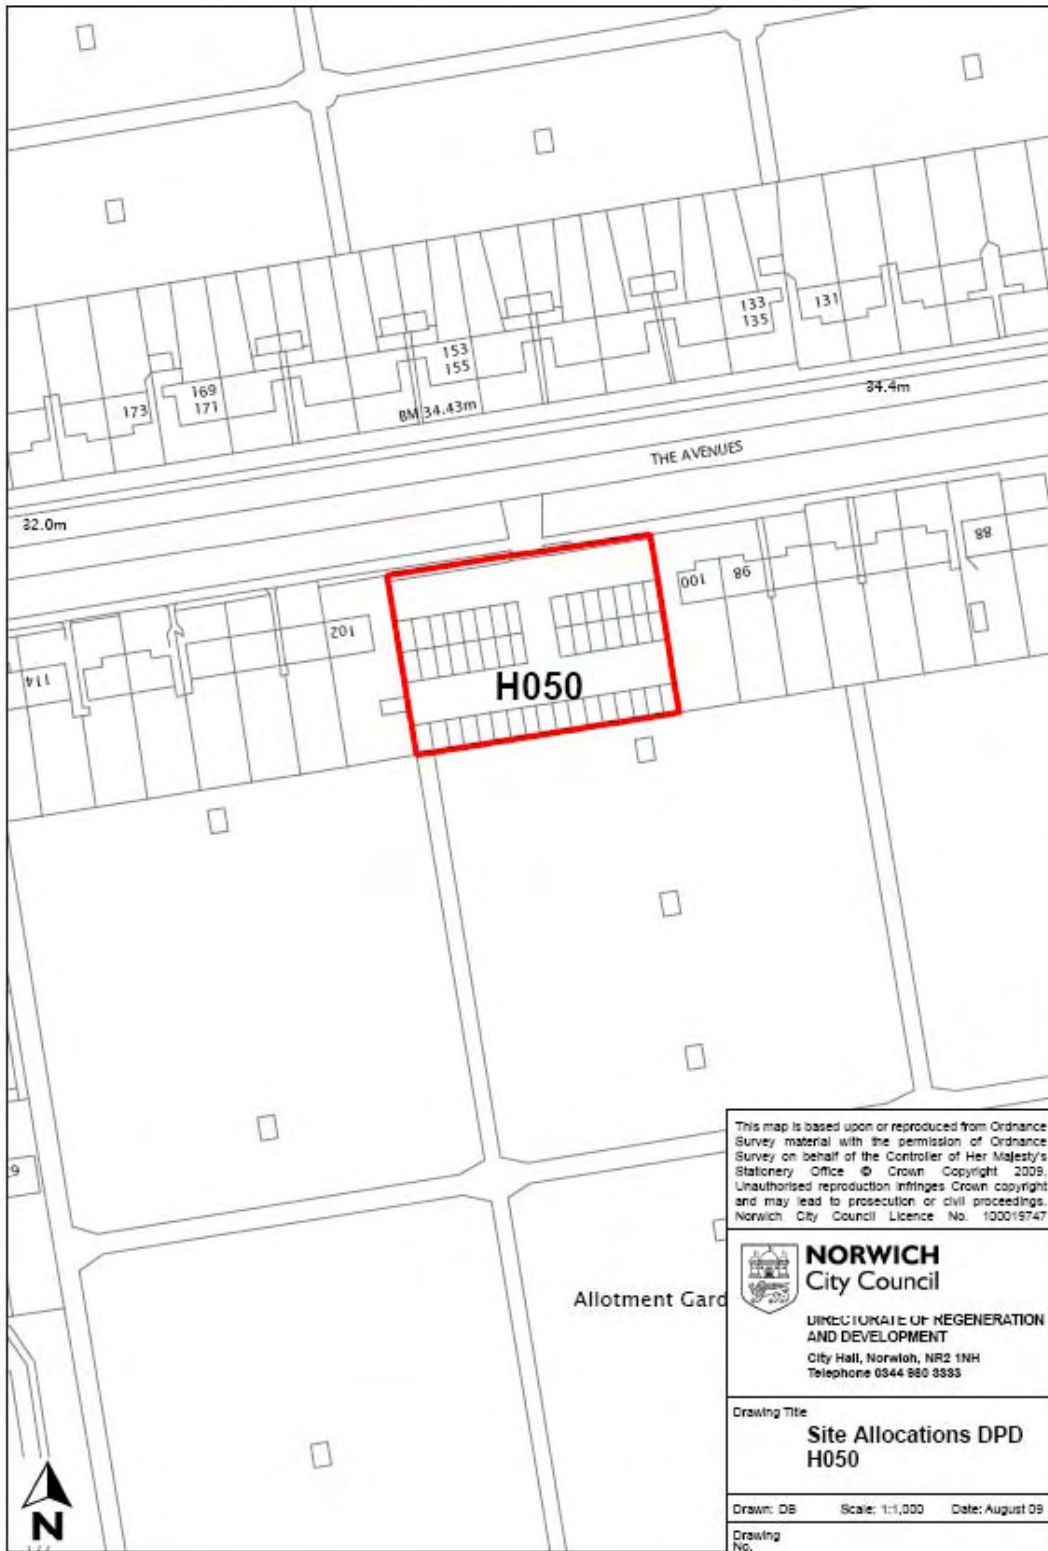 133
135
131
153
155
169
171
173
BM 34.43m
34.4m
THE AVENUES
32.0m
88
100
98
102
114
H050
This map is based upon or reproduced from Ordnance
Survey material with the permission of Ordnance
Survey on behalf of the Controller of Her Majesty's
Stationery Office © Crown Copyright 2009.
Unauthorised reproduction infringes Crown copyright
and may lead to prosecution or civil proceedings.
Norwich City Council Licence No. 100019747
NORWICH
City Council
Allotment Gard
DIRECTORATE OF REGENERATION
AND DEVELOPMENT
City Hall, Norwich, NR2 1NH
Telephone 0344 980 3333
Drawing Title
Site Allocations DPD
H050
Drawn: DB Scale: 1:1,000 Date: August 09
Drawing
No.
N